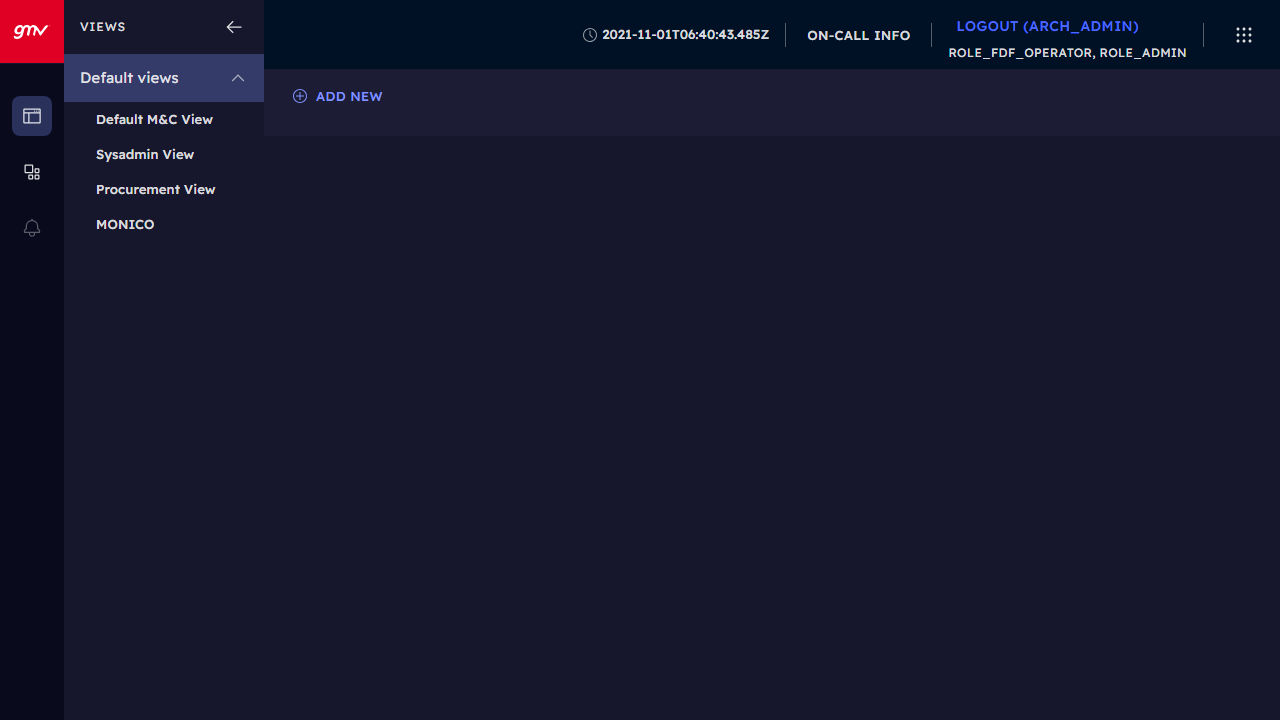 gmv
VIEWS
2021-11-01T06:40:43.485Z
ON-CALL INFO
LOGOUT (ARCH_ADMIN)
ROLE_FDF_OPERATOR, ROLE_ADMIN
Default views
ADD NEW
Default M&C View
Sysadmin View
Procurement View
MONICO